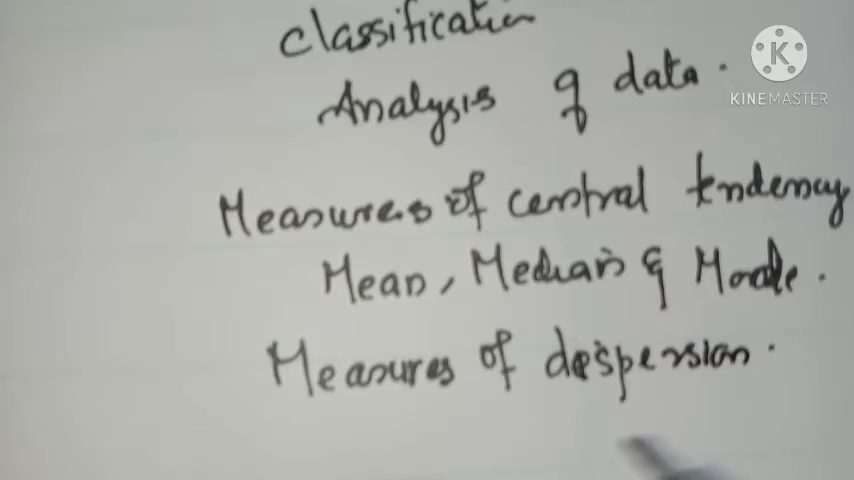 classification
Analysis of data.
Measures of central tendency
Mean, Median & Mode.
Measures of dispersion.
K
KINEMASTER